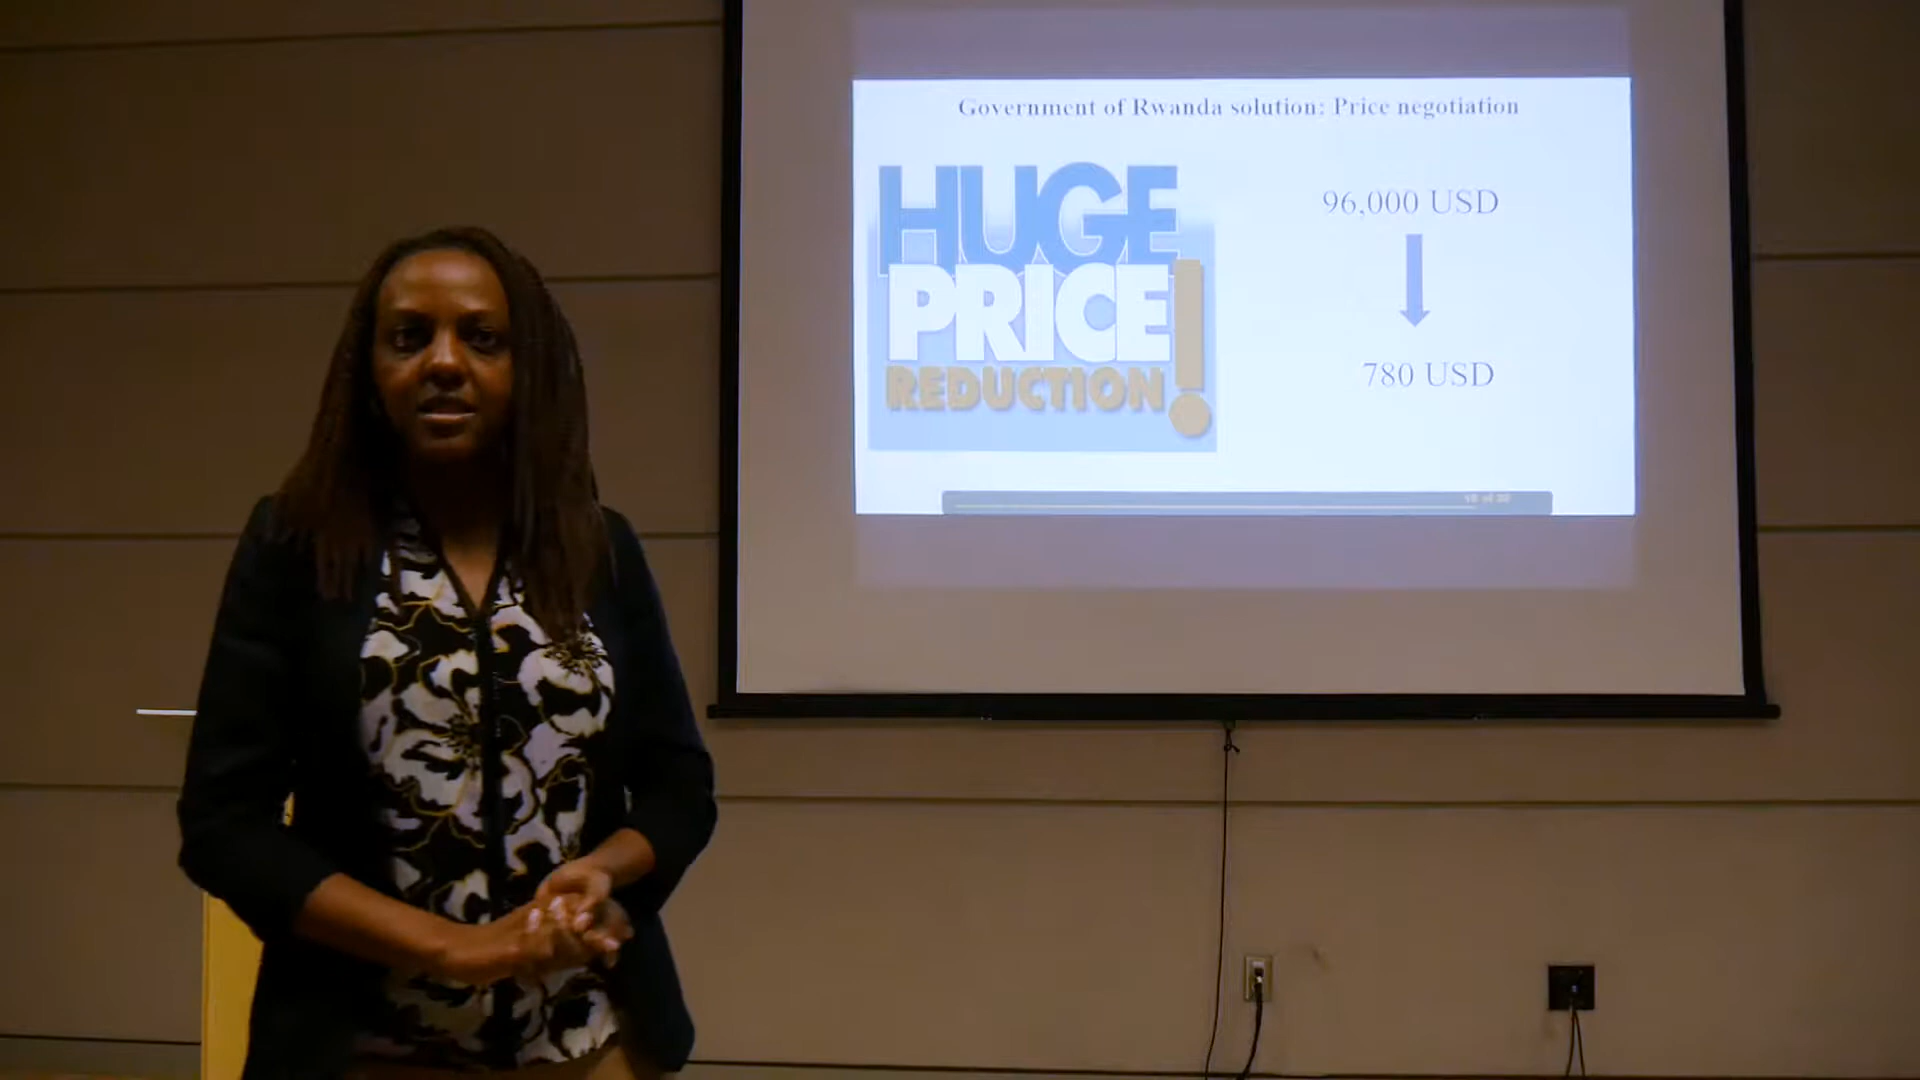 Government of Rwanda solution: Price negotiation
HUGE
PRICE
REDUCTION!
96,000 USD
780 USD